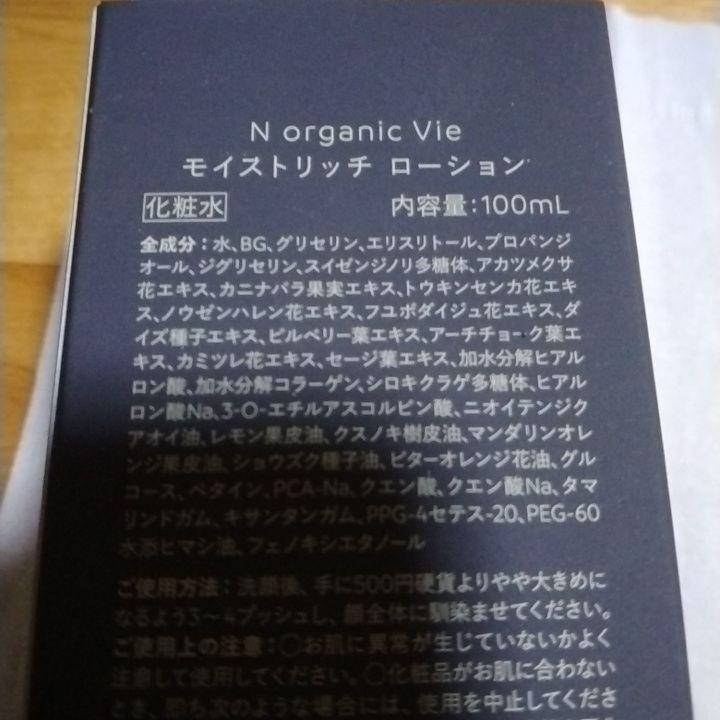 N organic Vie
モイストリッチ ローション
化粧水 内容量：100mL
全成分：水、BG、グリセリン、エリスリトール、プロパンジ
オール、ジグリセリン、スイゼンジノリ多糖体、アカツメクサ
花エキス、カニナバラ果実エキス、トウキンセンカ花エキ
ス、ノウゼンハレン花エキス、フユボダイジュ花エキス、ダ
イズ種子エキス、ビルベリー葉エキス、アーチチョーク葉エ
キス、カミツレ花エキス、セージ葉エキス、加水分解ヒアル
ロン酸、加水分解コラーゲン、シロキクラゲ多糖体、ヒアル
ロン酸Na、3-O-エチルアスコルビン酸、ニオイテンジク
アオイ油、レモン果皮油、クスノキ樹皮油、マンダリンオレ
ンジ果皮油、ショウズク種子油、ビターオレンジ花油、グル
コース、ベタイン、PCA-Na、クエン酸、クエン酸Na、タマ
リンドガム、キサンタンガム、PPG-4セテス-20、PEG-60
水添ヒマシ油、フェノキシエタノール
ご使用方法：洗顔後、手に500円硬貨よりやや大きめに
なるよう3～4プッシュし、顔全体に馴染ませてください。
ご使用上の注意：〇お肌に異常が生じていないかよく
注意して使用してください。〇化粧品がお肌に合わない
とき、即ち次のような場合には、使用を中止してくださ